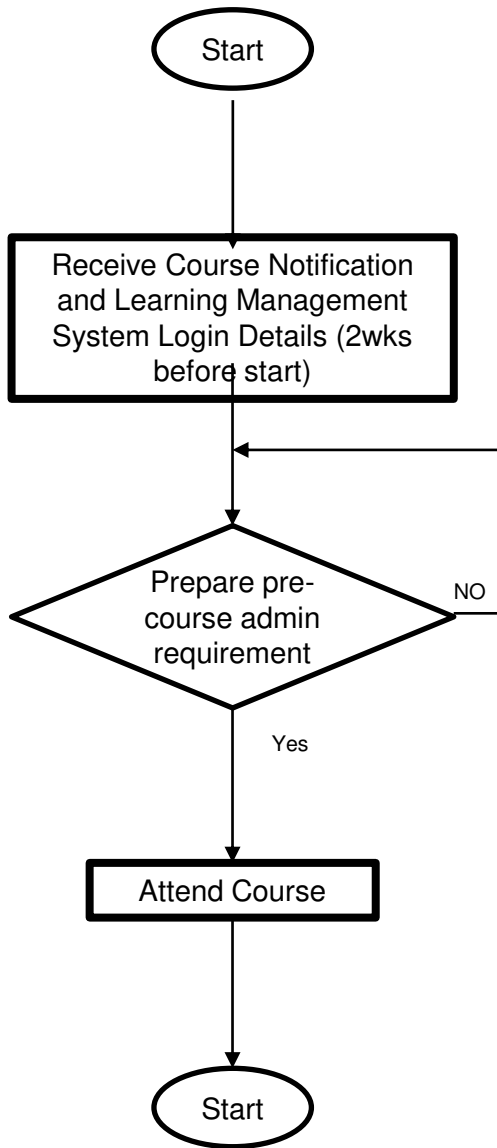 Start
Receive Course Notification
and Learning Management
System Login Details (2wks
before start)
Prepare pre-
course admin
requirement
NO
Yes
Attend Course
Start